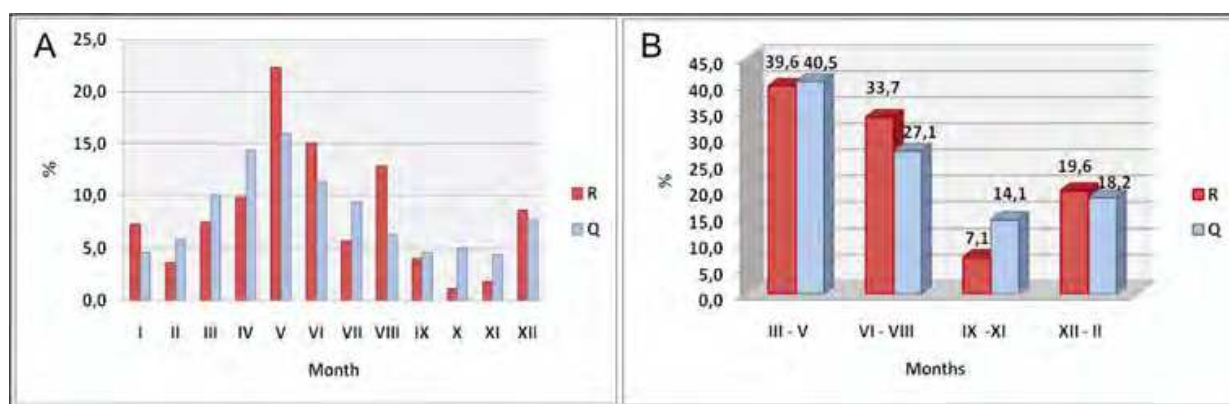 A
25,0
20,0
15,0
10,0
5,0
0,0
%
I II III IV V VI VII VIII IX X XI XII
Month
R
Q
B
45,0
40,0
35,0
30,0
25,0
20,0
15,0
10,0
5,0
0,0
%
39,6 40,5
33,7
27,1
7,1
14,1
19,6
18,2
III - V VI - VIII IX -XI XII - II
Months
R
Q